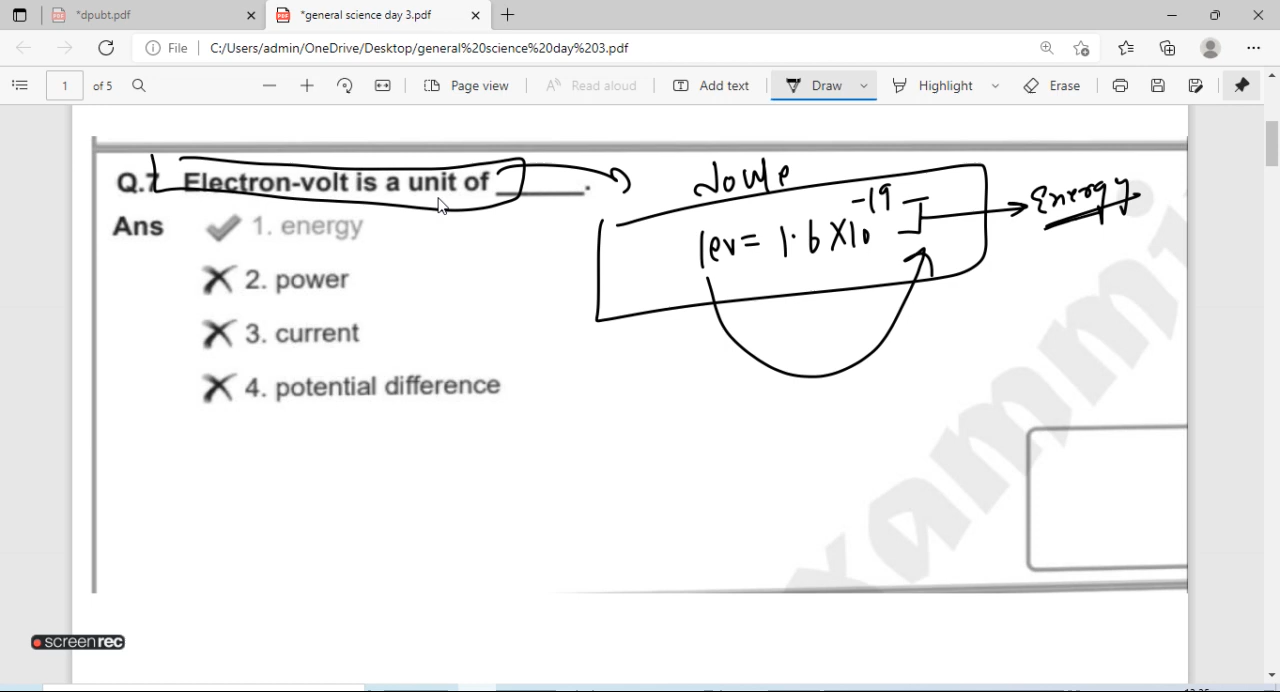 *dpubt.pdf
*general science day 3.pdf
File
C:/Users/admin/OneDrive/Desktop/general%20science%20day%203.pdf
1 of 5
Page view
Read aloud
Add text
Draw
Highlight
Erase
Q.7 Electron-volt is a unit of ______.
Joule
1ev = 1.6 X 10^-19 J
Energy
Ans 1. energy
2. power
3. current
4. potential difference
xammi
screenrec